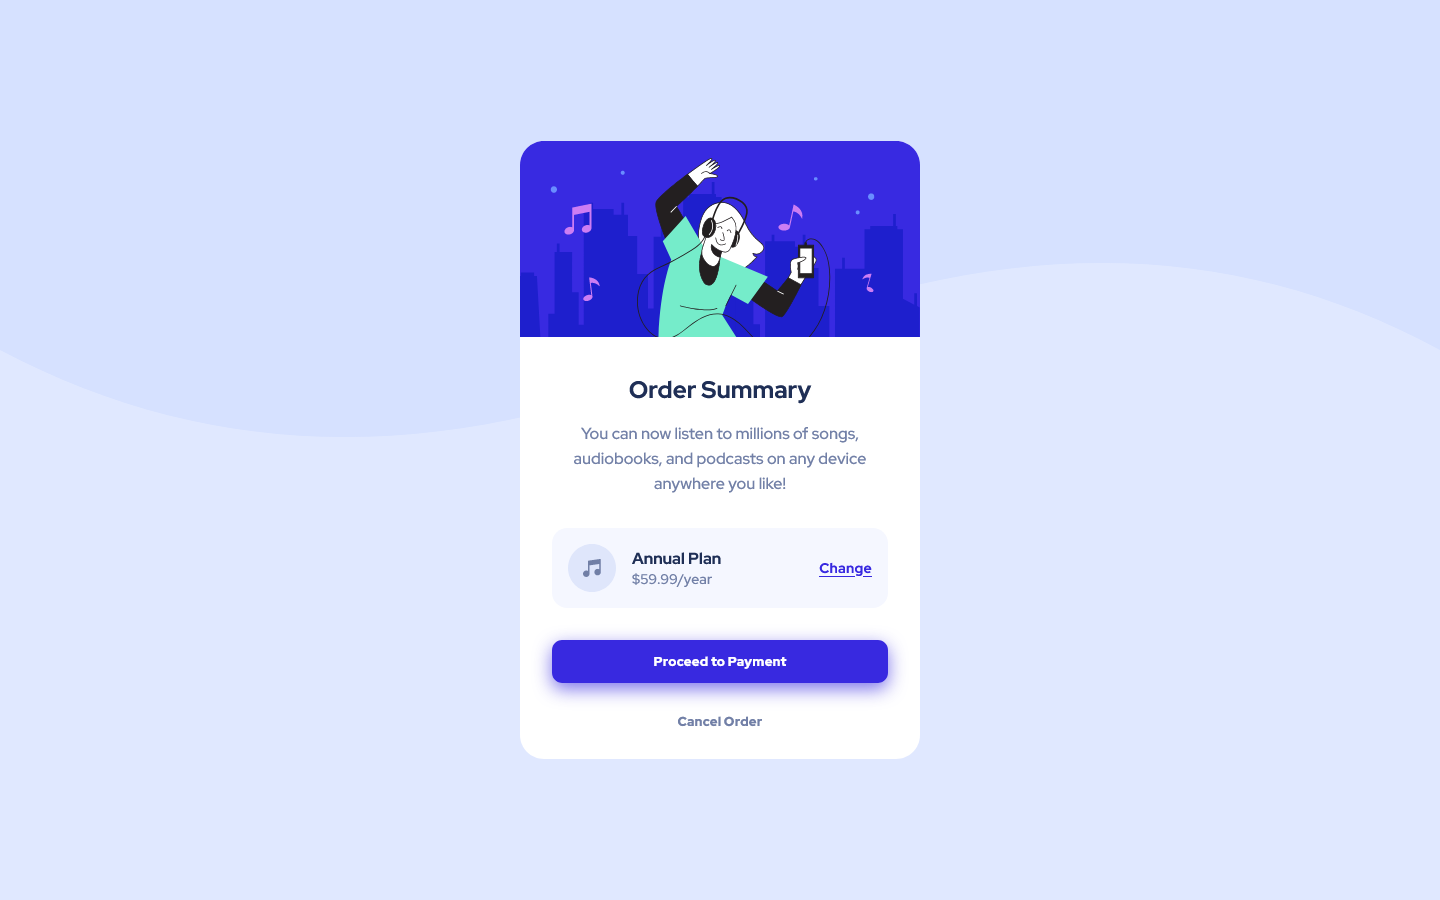 Order Summary
You can now listen to millions of songs,
audiobooks, and podcasts on any device
anywhere you like!
Annual Plan
$59.99/year
Change
Proceed to Payment
Cancel Order